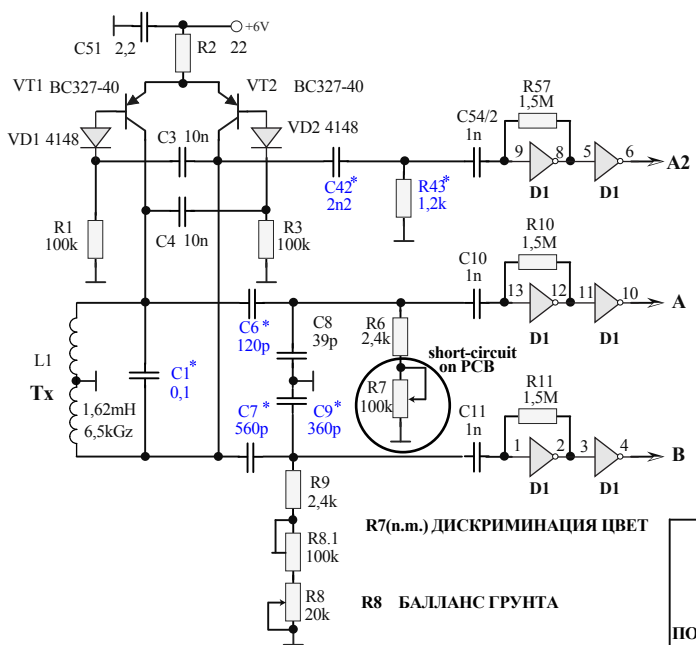 +6V
C51 2,2
R2
22
VT1 BC327-40
VT2 BC327-40
VD1 4148
C3 10n
VD2 4148
C42* 2n2
R43* 1,2k
C54/2 1n
R57 1,5M
9 8 5 6
D1 D1
A2
R1 100k
C4 10n
R3 100k
C10 1n
R10 1,5M
13 12 11 10
D1 D1
A
L1
Tx
1,62mH
6,5kGz
C1* 0,1
C6* 120p
C8 39p
R6 2,4k
short-circuit on PCB
R7 100k
C7* 560p
C9* 360p
C11 1n
R11 1,5M
1 2 3 4
D1 D1
B
R9 2,4k
R7(n.m.) ДИСКРИМИНАЦИЯ ЦВЕТ
R8.1 100k
R8 20k
R8 БАЛЛАНС ГРУНТА
ПО